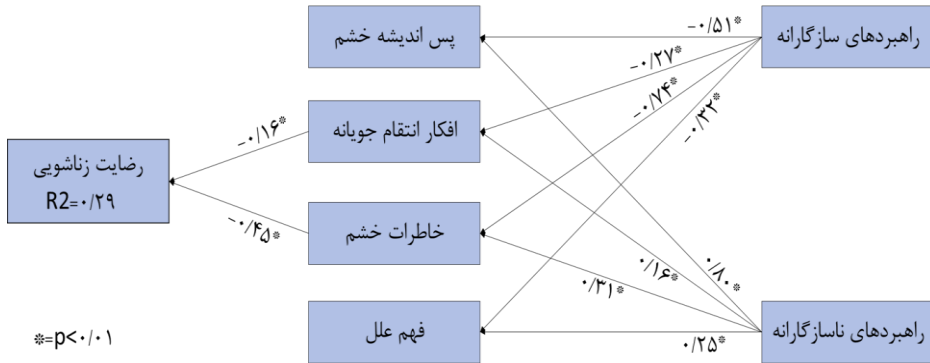 راهبردهای سازگارانه
پس اندیشه خشم
-۰/۵۱*
-۰/۲۷*
-۰/۷۴*
-۰/۳۲*
افکار انتقام جویانه
-۰/۱۶*
رضایت زناشویی
R2=۰/۲۹
خاطرات خشم
-۰/۴۵*
۰/۸۰*
۰/۱۶*
۰/۳۱*
راهبردهای ناسازگارانه
فهم علل
۰/۲۵*
*=p<۰/۰۱